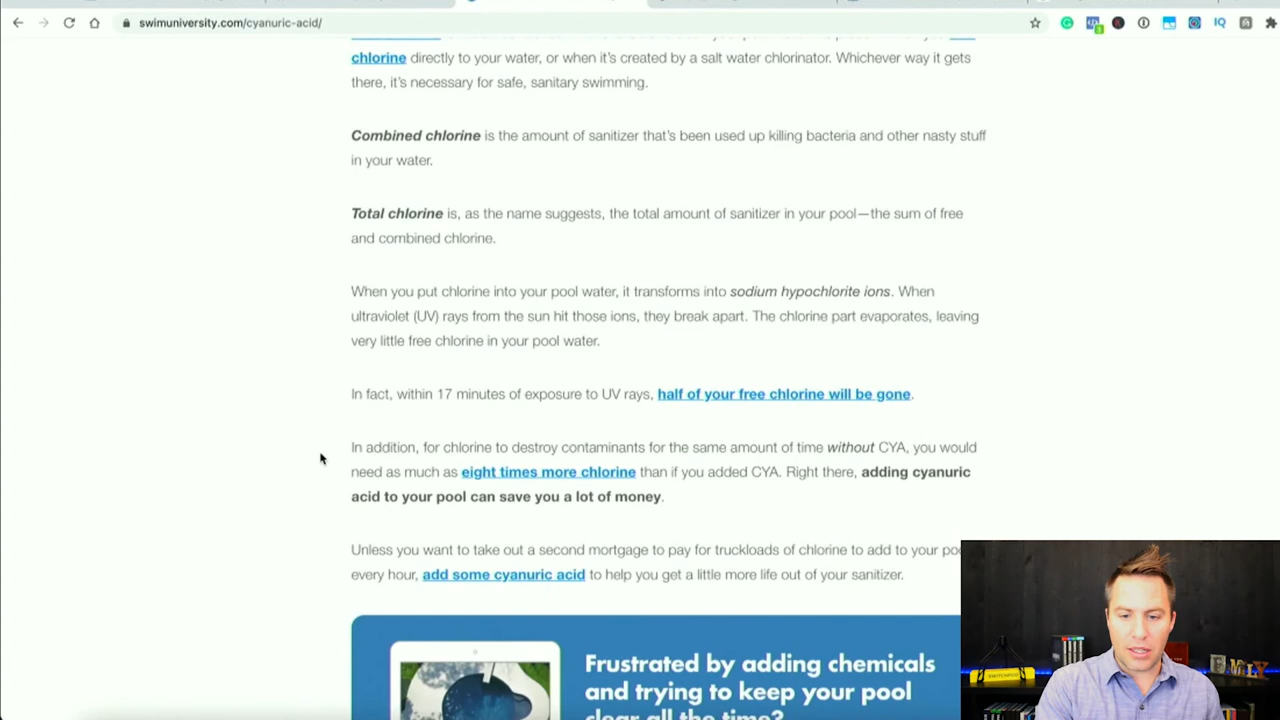 swimuniversity.com/cyanuric-acid/
chlorine directly to your water, or when it's created by a salt water chlorinator. Whichever way it gets
there, it's necessary for safe, sanitary swimming.
Combined chlorine is the amount of sanitizer that's been used up killing bacteria and other nasty stuff
in your water.
Total chlorine is, as the name suggests, the total amount of sanitizer in your pool—the sum of free
and combined chlorine.
When you put chlorine into your pool water, it transforms into sodium hypochlorite ions. When
ultraviolet (UV) rays from the sun hit those ions, they break apart. The chlorine part evaporates, leaving
very little free chlorine in your pool water.
In fact, within 17 minutes of exposure to UV rays, half of your free chlorine will be gone.
In addition, for chlorine to destroy contaminants for the same amount of time without CYA, you would
need as much as eight times more chlorine than if you added CYA. Right there, adding cyanuric
acid to your pool can save you a lot of money.
Unless you want to take out a second mortgage to pay for truckloads of chlorine to add to your
every hour, add some cyanuric acid to help you get a little more life out of your sanitizer.
Frustrated by adding chemicals
and trying to keep your pool
clear all the time?